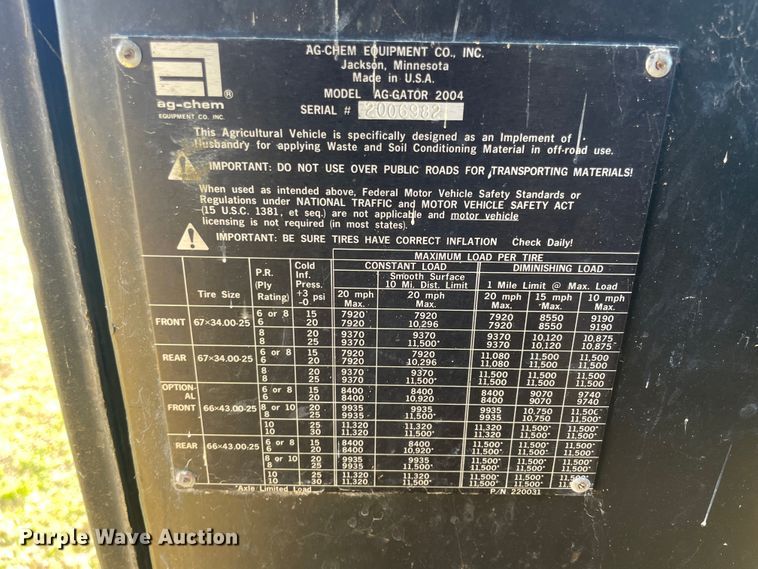 AG-CHEM EQUIPMENT CO., INC.
Jackson, Minnesota
Made in U.S.A.
MODEL AG-GATOR 2004
SERIAL # 2006982
ag-chem ®
EQUIPMENT CO. INC.
This Agricultural Vehicle is specifically designed as an Implement of
Husbandry for applying Waste and Soil Conditioning Material in off-road use.
IMPORTANT: DO NOT USE OVER PUBLIC ROADS FOR TRANSPORTING MATERIALS!
When used as intended above, Federal Motor Vehicle Safety Standards or
Regulations under NATIONAL TRAFFIC and MOTOR VEHICLE SAFETY ACT
(15 U.S.C. 1381, et seq.) are not applicable and motor vehicle
licensing is not required (in most states).
IMPORTANT: BE SURE TIRES HAVE CORRECT INFLATION Check Daily!
MAXIMUM LOAD PER TIRE
CONSTANT LOAD DIMINISHING LOAD
Tire Size P.R. (Ply Rating) Cold Inf. Press. +3 -0 psi
Smooth Surface
10 Mi. Dist. Limit 1 Mile Limit @ Max. Load
20 mph Max. 20 mph Max. 20 mph Max. 15 mph Max. 10 mph Max.
FRONT 67×34.00-25 6 or 8 15 7920 7920 7920 8550 9190
6 20 7920 10,296 7920 8550 9190
8 20 9370 9370 9370 10,120 10,875
8 25 9370 11,500* 9370 10,120 10,875*
REAR 67×34.00-25 6 or 8 15 7920 7920 11,080 11,500 11,500
6 20 7920 10,296 11,080 11,500 11,500
8 20 9370 9370 11,500 11,500 11,500
8 25 9370 11,500* 11,500 11,500 11,500
OPTION-
AL
FRONT 66×43.00-25 6 or 8 15 8400 8400 8400 9070 9740
6 20 8400 10,920 8400 9070 9740
8 or 10 20 9935 9935 9935 10,750 11,500
8 25 9935 11,500* 9935 10,750 11,500*
10 25 11,320 11,320 11,320 11,500* 11,500*
10 30 11,320 11,500* 11,320 11,500* 11,500*
REAR 66×43.00-25 6 or 8 15 8400 8400 11,500* 11,500* 11,500*
6 20 8400 10,920* 11,500* 11,500* 11,500*
8 or 10 20 9935 9935 11,500* 11,500* 11,500*
8 25 9935 11,500* 11,500* 11,500* 11,500*
10 25 11,320 11,320 11,500* 11,500* 11,500*
10 30 11,320 11,500* 11,500* 11,500* 11,500*
*Axle Limited Load P/N 220031
Purple Wave Auction®